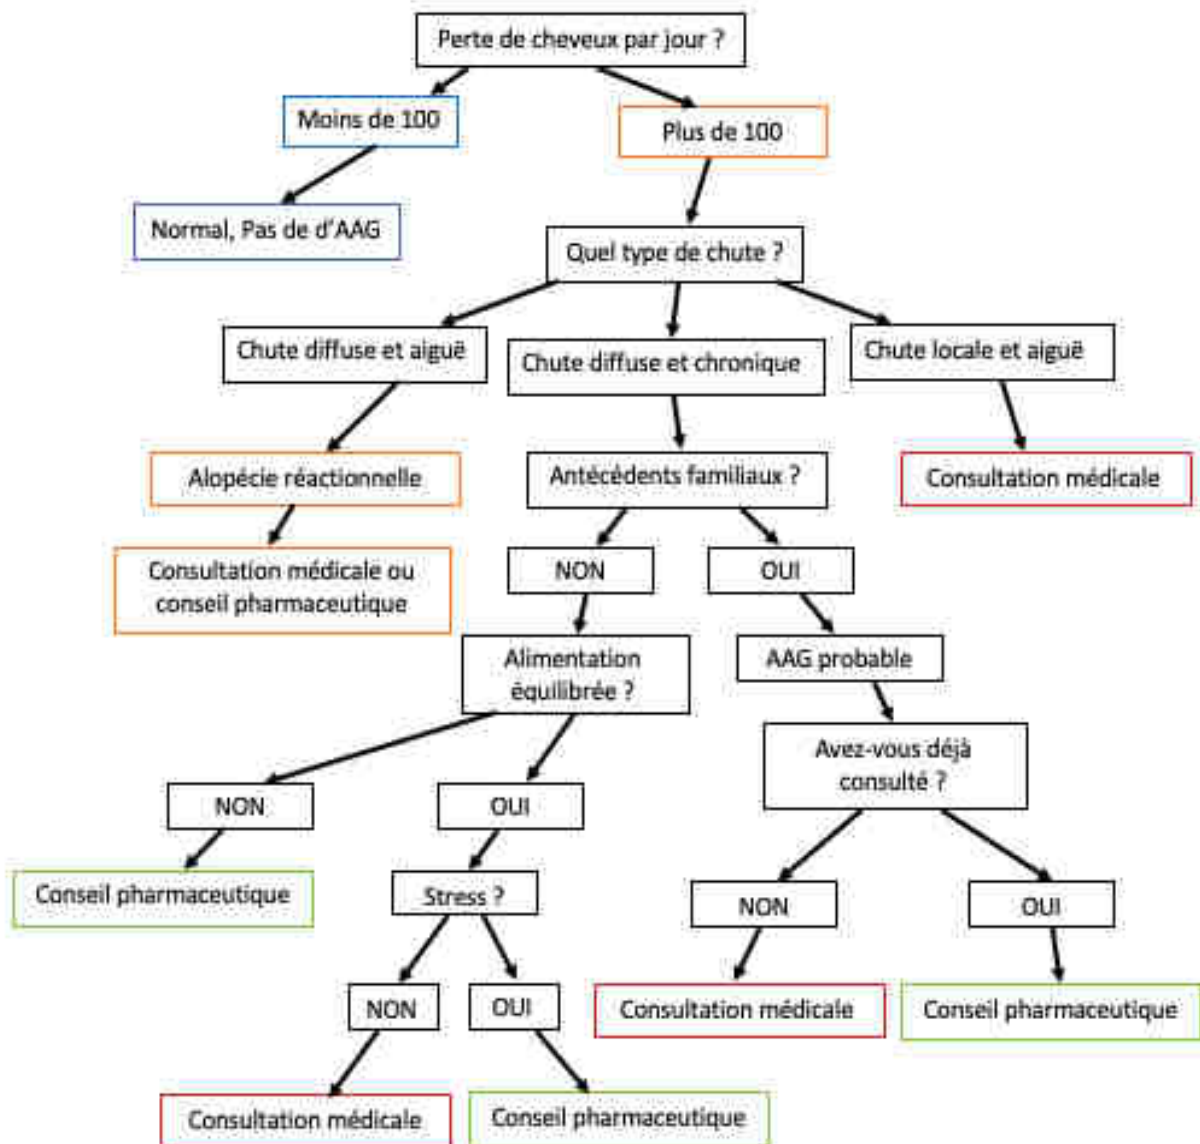 Perte de cheveux par jour ?
Moins de 100
Plus de 100
Normal, Pas de d'AAG
Quel type de chute ?
Chute diffuse et aiguë
Chute diffuse et chronique
Chute locale et aiguë
Alopécie réactionnelle
Antécédents familiaux ?
Consultation médicale
Consultation médicale ou
conseil pharmaceutique
NON
OUI
Alimentation
équilibrée ?
AAG probable
Avez-vous déjà
consulté ?
NON
OUI
Conseil pharmaceutique
Stress ?
NON
OUI
NON
OUI
Consultation médicale
Conseil pharmaceutique
Consultation médicale
Conseil pharmaceutique